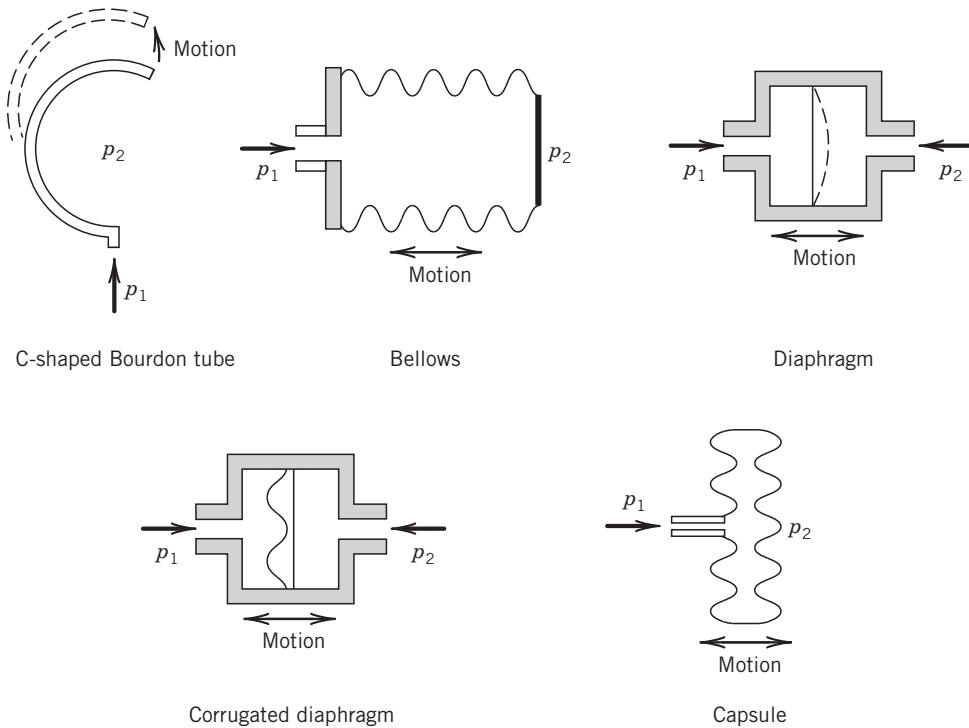 Motion
p2
p1
C-shaped Bourdon tube
p1
p2
Motion
Bellows
p1
p2
Motion
Diaphragm
p1
p2
Motion
Corrugated diaphragm
p1
p2
Motion
Capsule